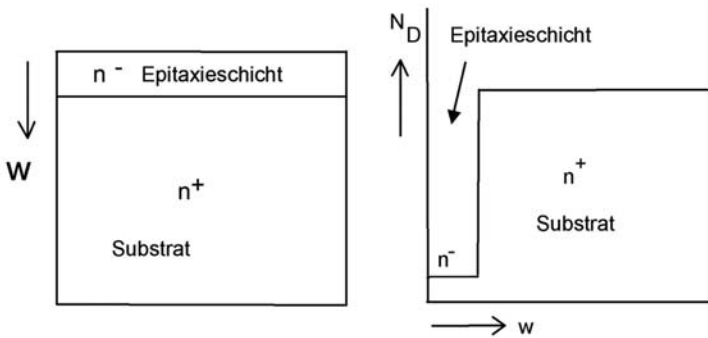 n⁻ Epitaxieschicht
W
n⁺
Substrat
N_D
Epitaxieschicht
n⁺
Substrat
n⁻
w